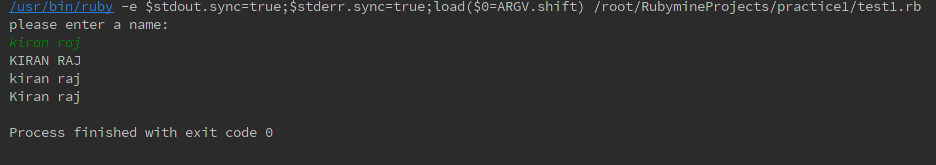 /usr/bin/ruby -e $stdout.sync=true;$stderr.sync=true;load($0=ARGV.shift) /root/RubymineProjects/practice1/test1.rb
please enter a name:
kiran raj
KIRAN RAJ
kiran raj
Kiran raj
Process finished with exit code 0